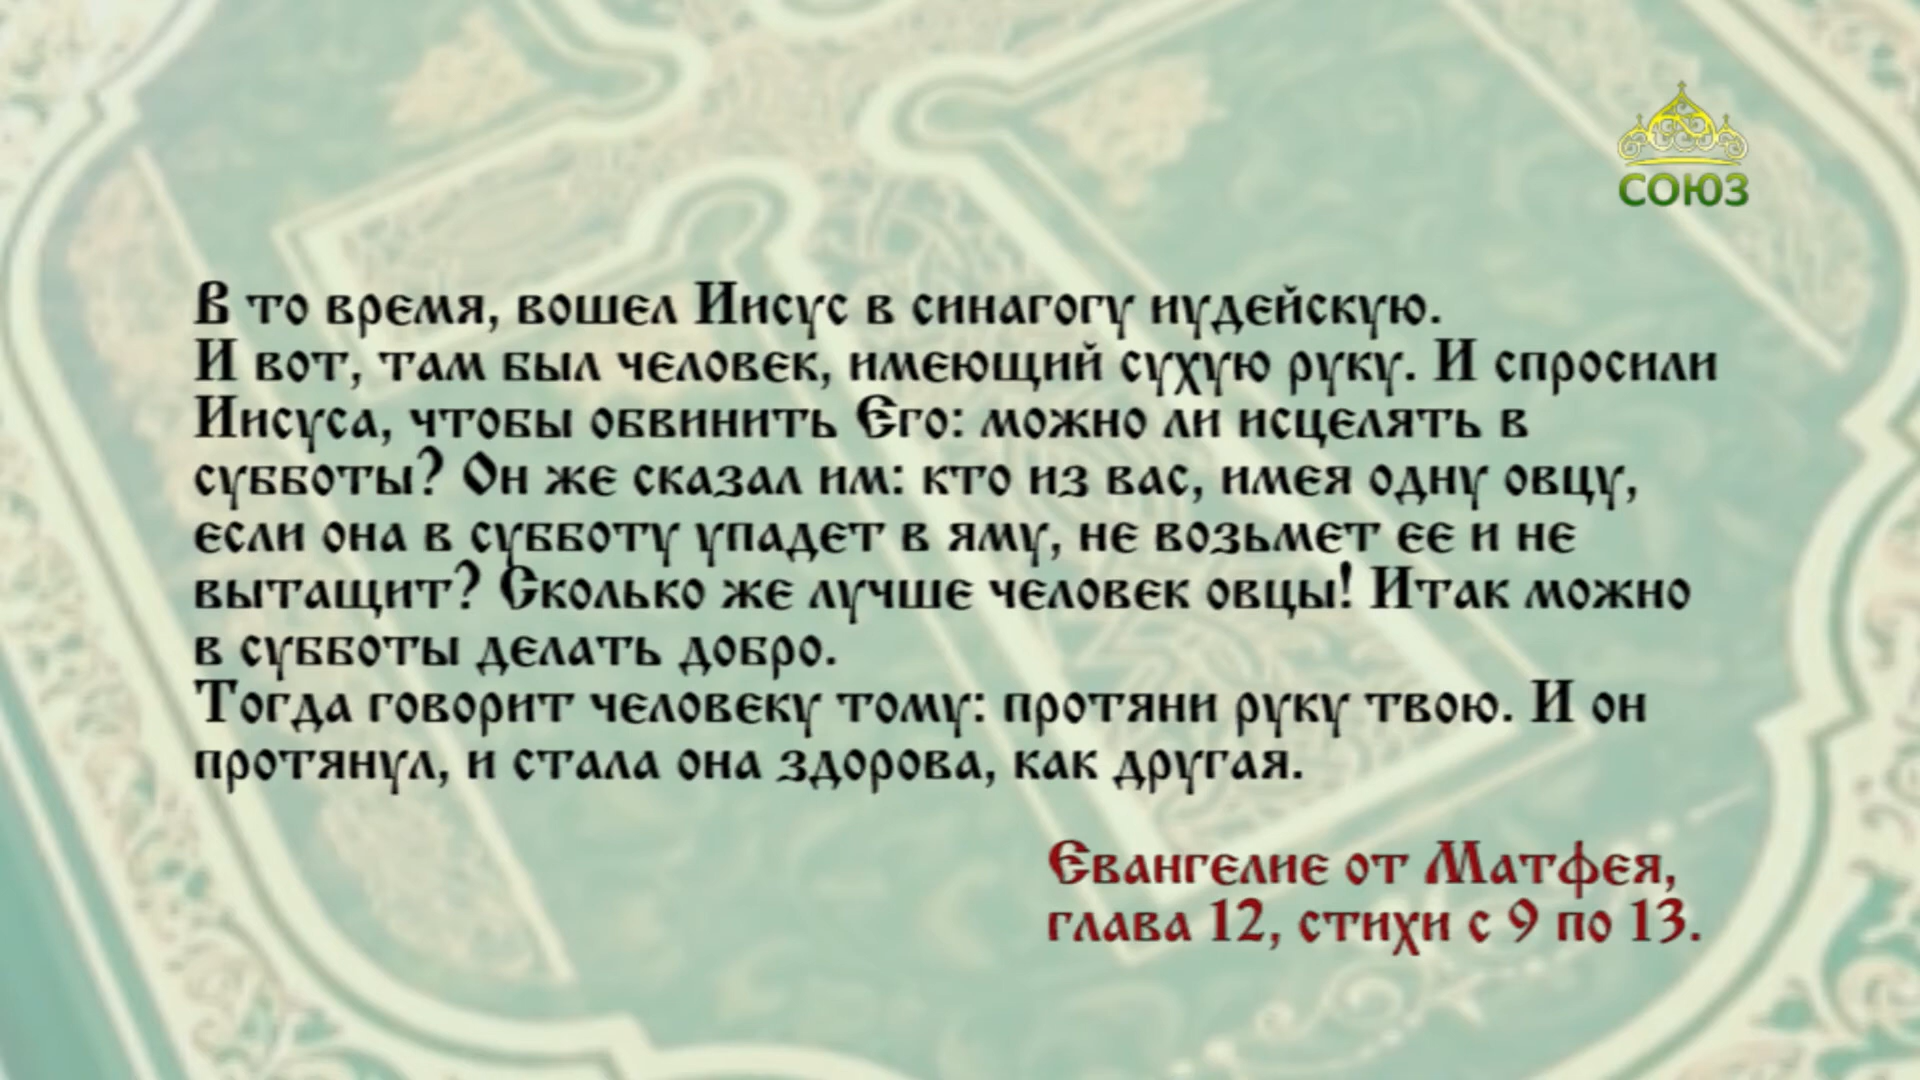 СОЮЗ
В то время, вошел Иисус в синагогу иудейскую.
И вот, там был человек, имеющий сухую руку. И спросили
Иисуса, чтобы обвинить Его: можно ли исцелять в
субботы? Он же сказал им: кто из вас, имея одну овцу,
если она в субботу упадет в яму, не возьмет ее и не
вытащит? Сколько же лучше человек овцы! Итак можно
в субботы делать добро.
Тогда говорит человеку тому: протяни руку твою. И он
протянул, и стала она здорова, как другая.
Евангелие от Матфея,
глава 12, стихи с 9 по 13.